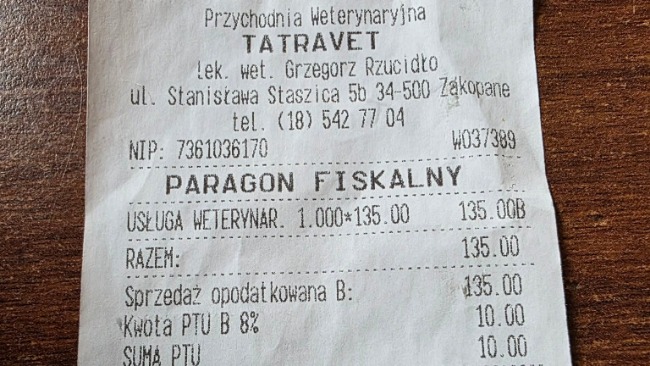 Przychodnia Weterynaryjna
TATRAVET
Lek. wet. Grzegorz Rzucidło
ul. Stanisława Staszica 5b 34-500 Zakopane
tel. (18) 542 77 04
NIP: 7361036170 W037389
PARAGON FISKALNY
USŁUGA WETERYNAR. 1.000*135.00 135.00B
RAZEM: 135.00
Sprzedaż opodatkowana B: 135.00
Kwota PTU B 8% 10.00
SUMA PTU 10.00